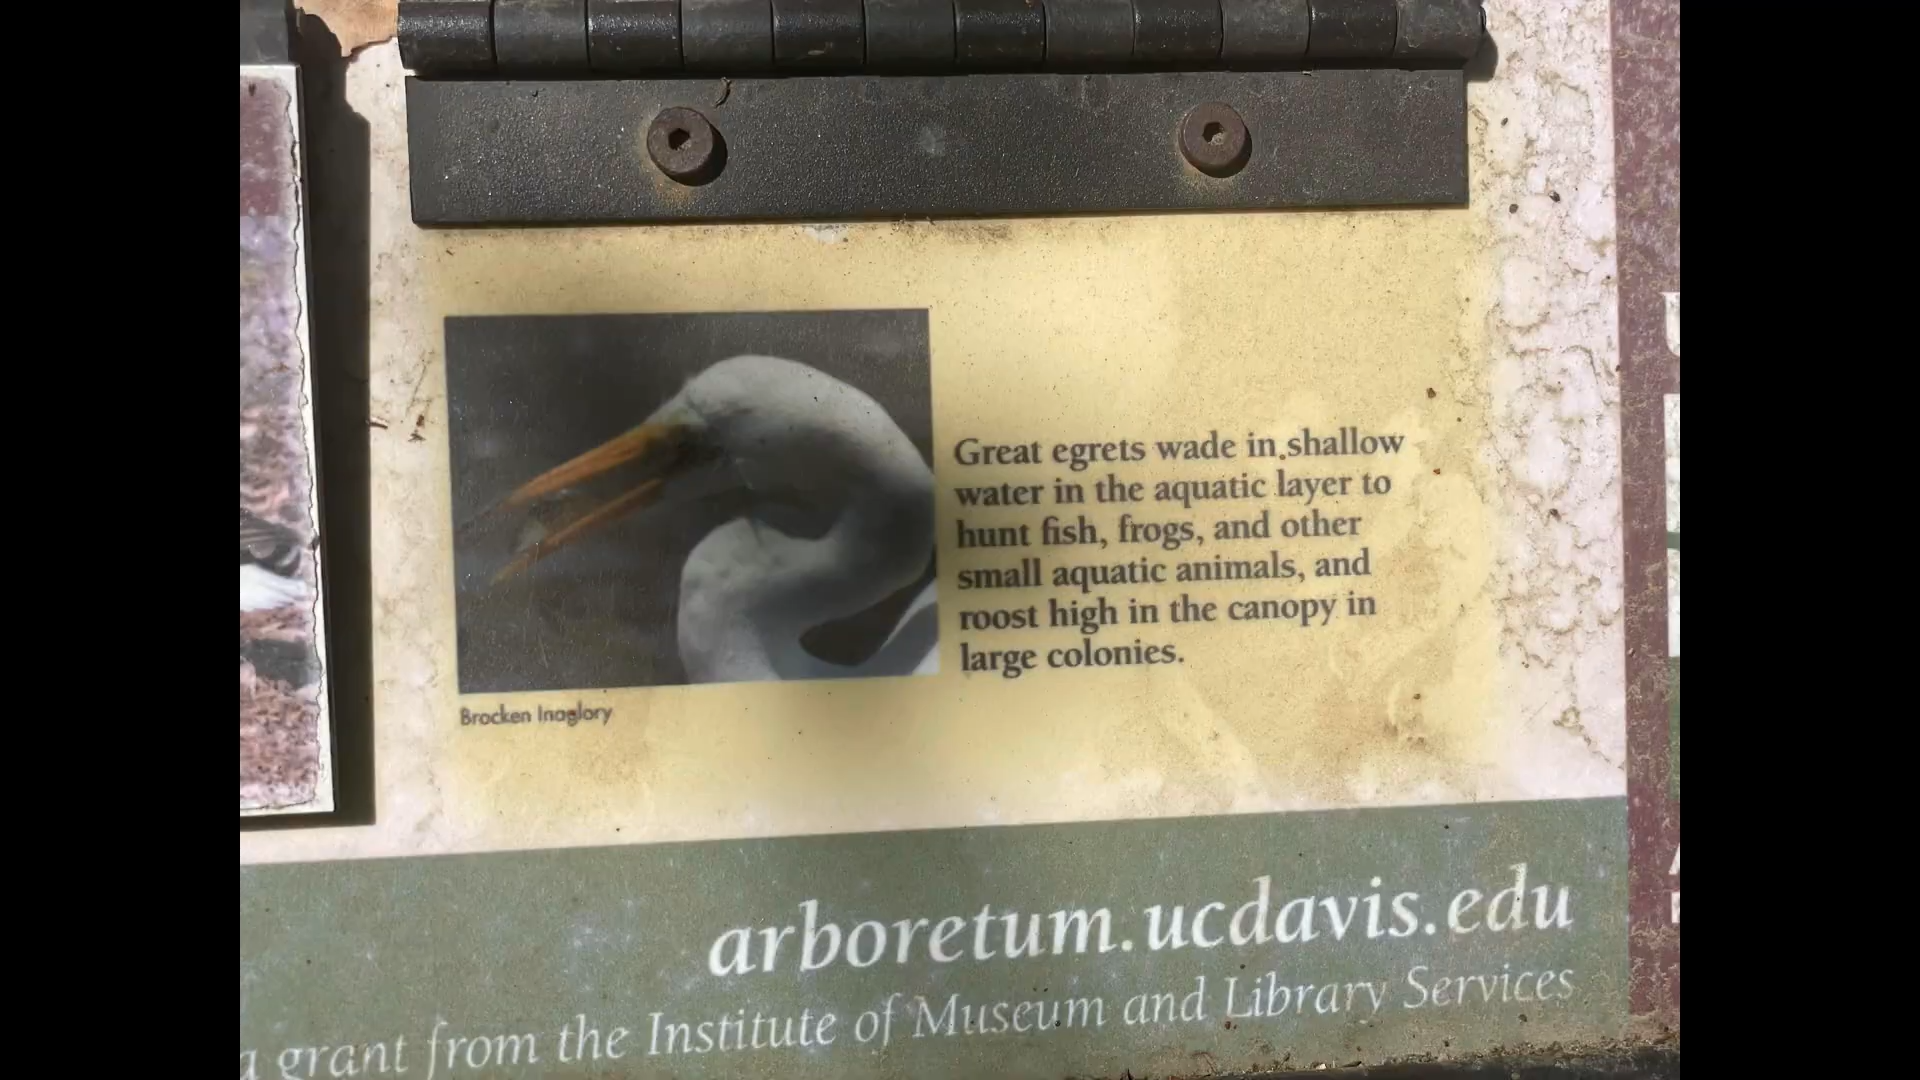 Great egrets wade in shallow
water in the aquatic layer to
hunt fish, frogs, and other
small aquatic animals, and
roost high in the canopy in
large colonies.
Brocken Inaglory
arboretum.ucdavis.edu
a grant from the Institute of Museum and Library Services